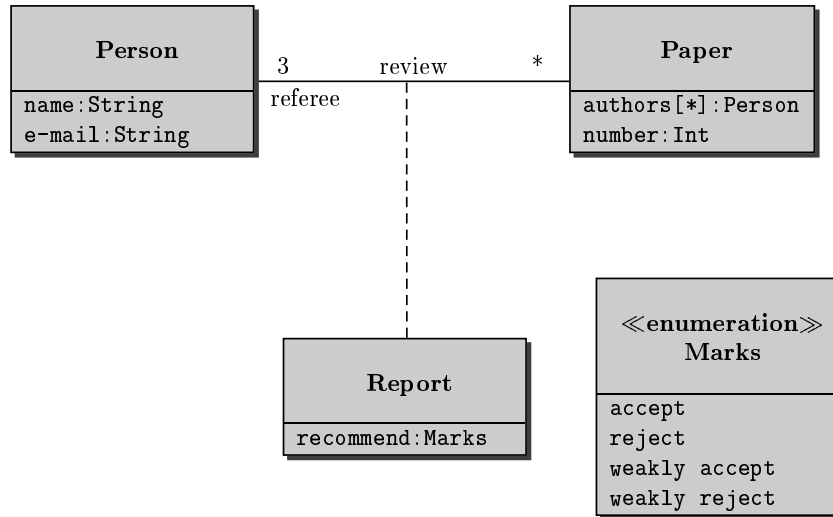 Person
name:String
e-mail:String
3
review
*
referee
Paper
authors[*]:Person
number:Int
Report
recommend:Marks
≪enumeration≫
Marks
accept
reject
weakly accept
weakly reject